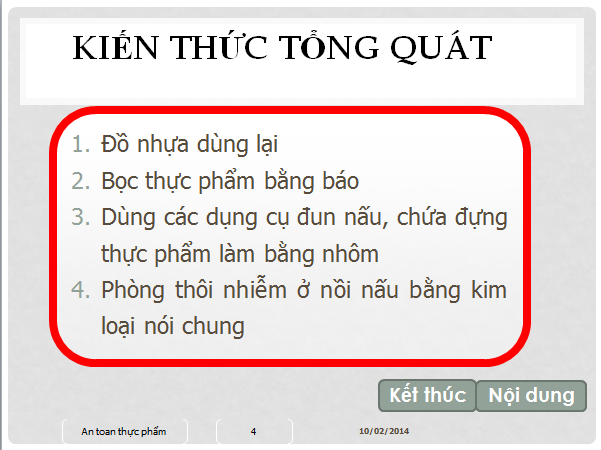 KIẾN THỨC TỔNG QUÁT
1. Đồ nhựa dùng lại
2. Bọc thực phẩm bằng báo
3. Dùng các dụng cụ đun nấu, chứa đựng
thực phẩm làm bằng nhôm
4. Phòng thôi nhiễm ở nồi nấu bằng kim
loại nói chung
Kết thúc Nội dung
An toan thực phẩm 4 10/02/2014